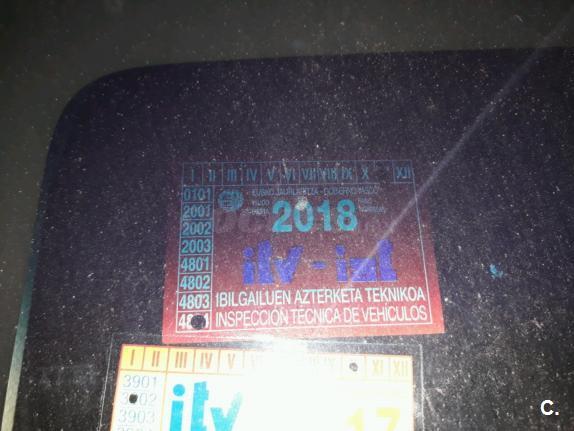 I II III IV V VI VII VIII IX X XII
0101
2001
2002
2003
4801
4802
4803
EUSKO JAURLARITZA - GOBIERNO VASCO
2018
itv - iat
IBILGAILUEN AZTERKETA TEKNIKOA
INSPECCIÓN TÉCNICA DE VEHÍCULOS
I II III IV V XI XII
3901
3903
itv
17
C.